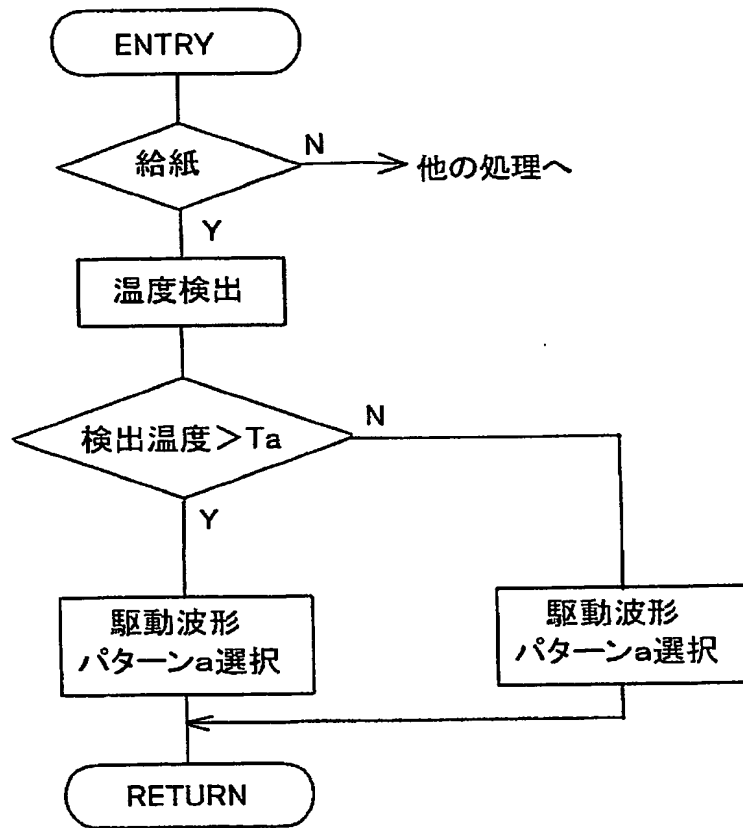 ENTRY
給紙
N
他の処理へ
Y
温度検出
検出温度＞Ta
N
Y
駆動波形
パターンa選択
駆動波形
パターンa選択
RETURN